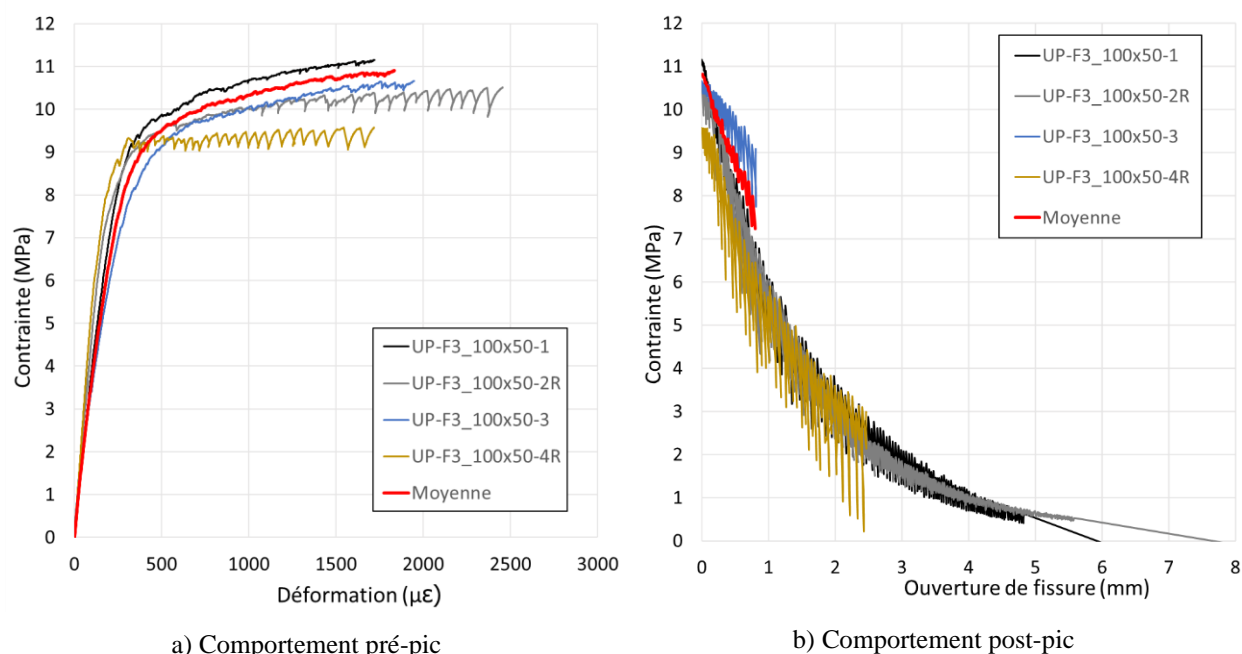 12
11
10
9
8
7
6
5
4
3
2
1
0
Contrainte (MPa)
0
500
1000
1500
2000
2500
3000
Déformation (µε)
UP-F3_100x50-1
UP-F3_100x50-2R
UP-F3_100x50-3
UP-F3_100x50-4R
Moyenne
a) Comportement pré-pic
12
11
10
9
8
7
6
5
4
3
2
1
0
Contrainte (MPa)
0
1
2
3
4
5
6
7
8
Ouverture de fissure (mm)
UP-F3_100x50-1
UP-F3_100x50-2R
UP-F3_100x50-3
UP-F3_100x50-4R
Moyenne
b) Comportement post-pic